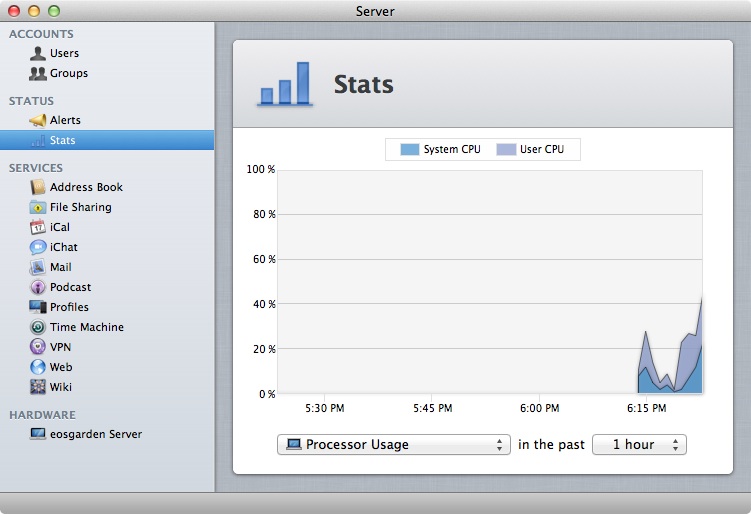 Server
ACCOUNTS
Users
Groups
STATUS
Alerts
Stats
SERVICES
Address Book
File Sharing
iCal
iChat
Mail
Podcast
Profiles
Time Machine
VPN
Web
Wiki
HARDWARE
eosgarden Server
Stats
System CPU User CPU
100 %
80 %
60 %
40 %
20 %
0 %
5:30 PM 5:45 PM 6:00 PM 6:15 PM
Processor Usage in the past 1 hour